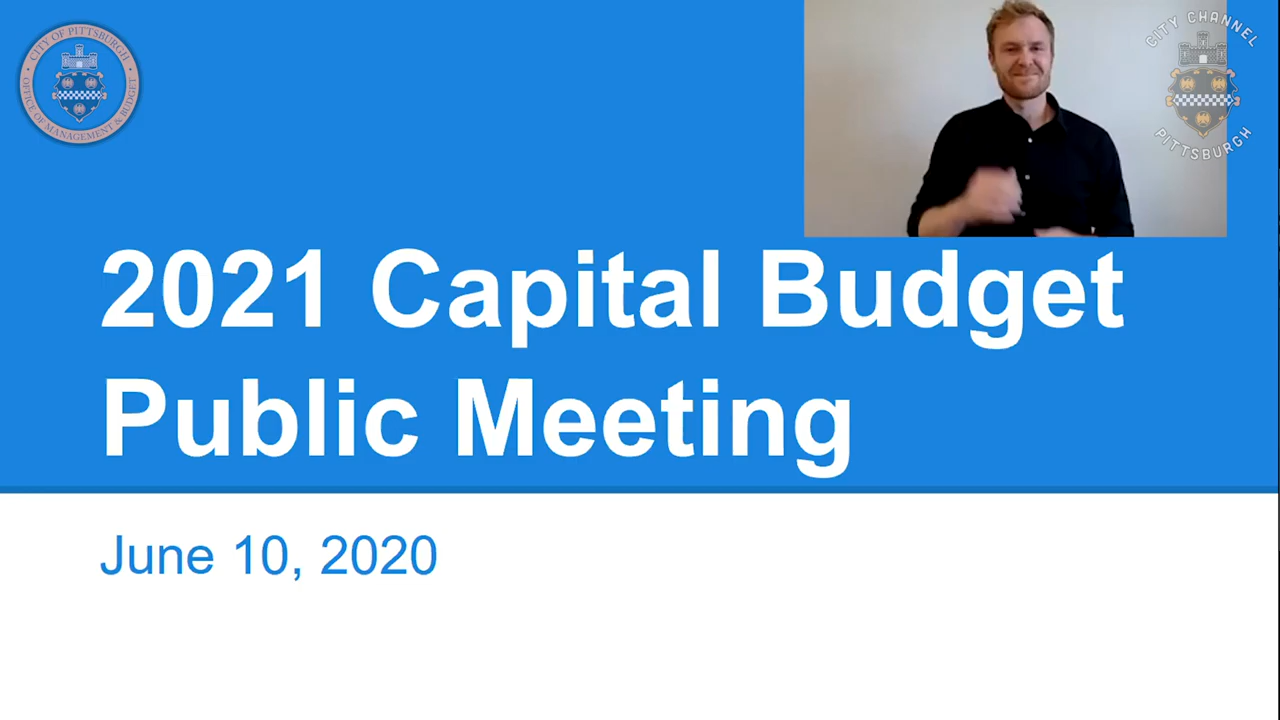 CITY OF PITTSBURGH
OFFICE OF MANAGEMENT & BUDGET
CITY CHANNEL
PITTSBURGH
2021 Capital Budget
Public Meeting
June 10, 2020